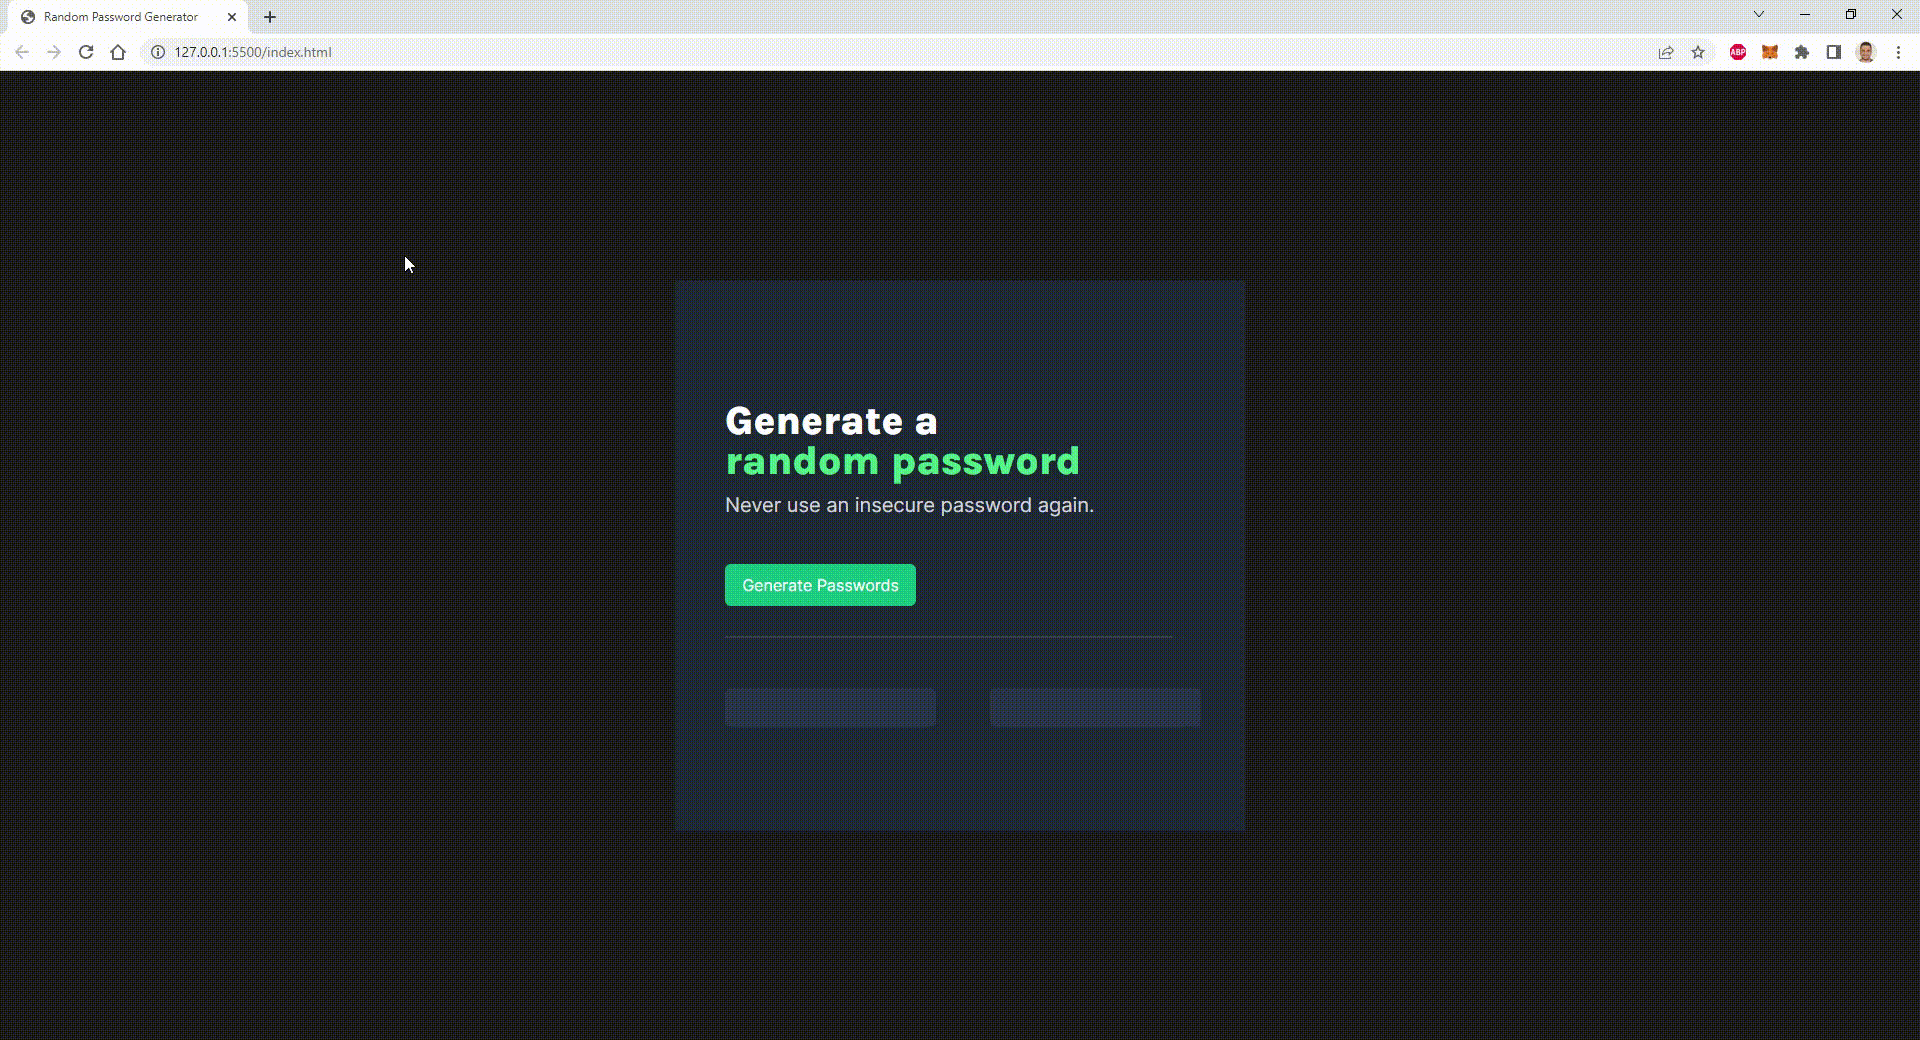 Random Password Generator
127.0.0.1:5500/index.html
ABP
Generate a
random password
Never use an insecure password again.
Generate Passwords